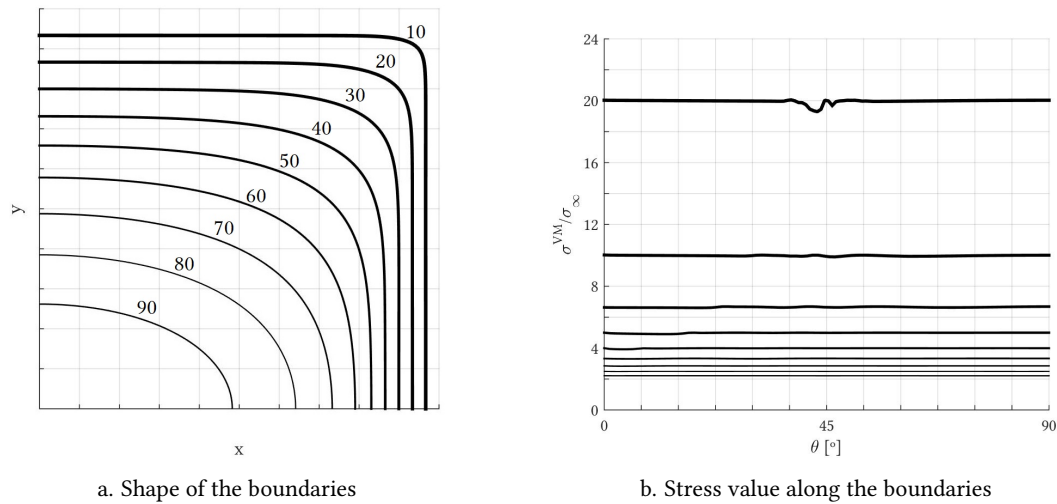 10
20
30
40
50
60
70
80
90
y
x
a. Shape of the boundaries
24
20
16
12
8
4
0
σ^VM/σ_∞
0 45 90
θ [°]
b. Stress value along the boundaries